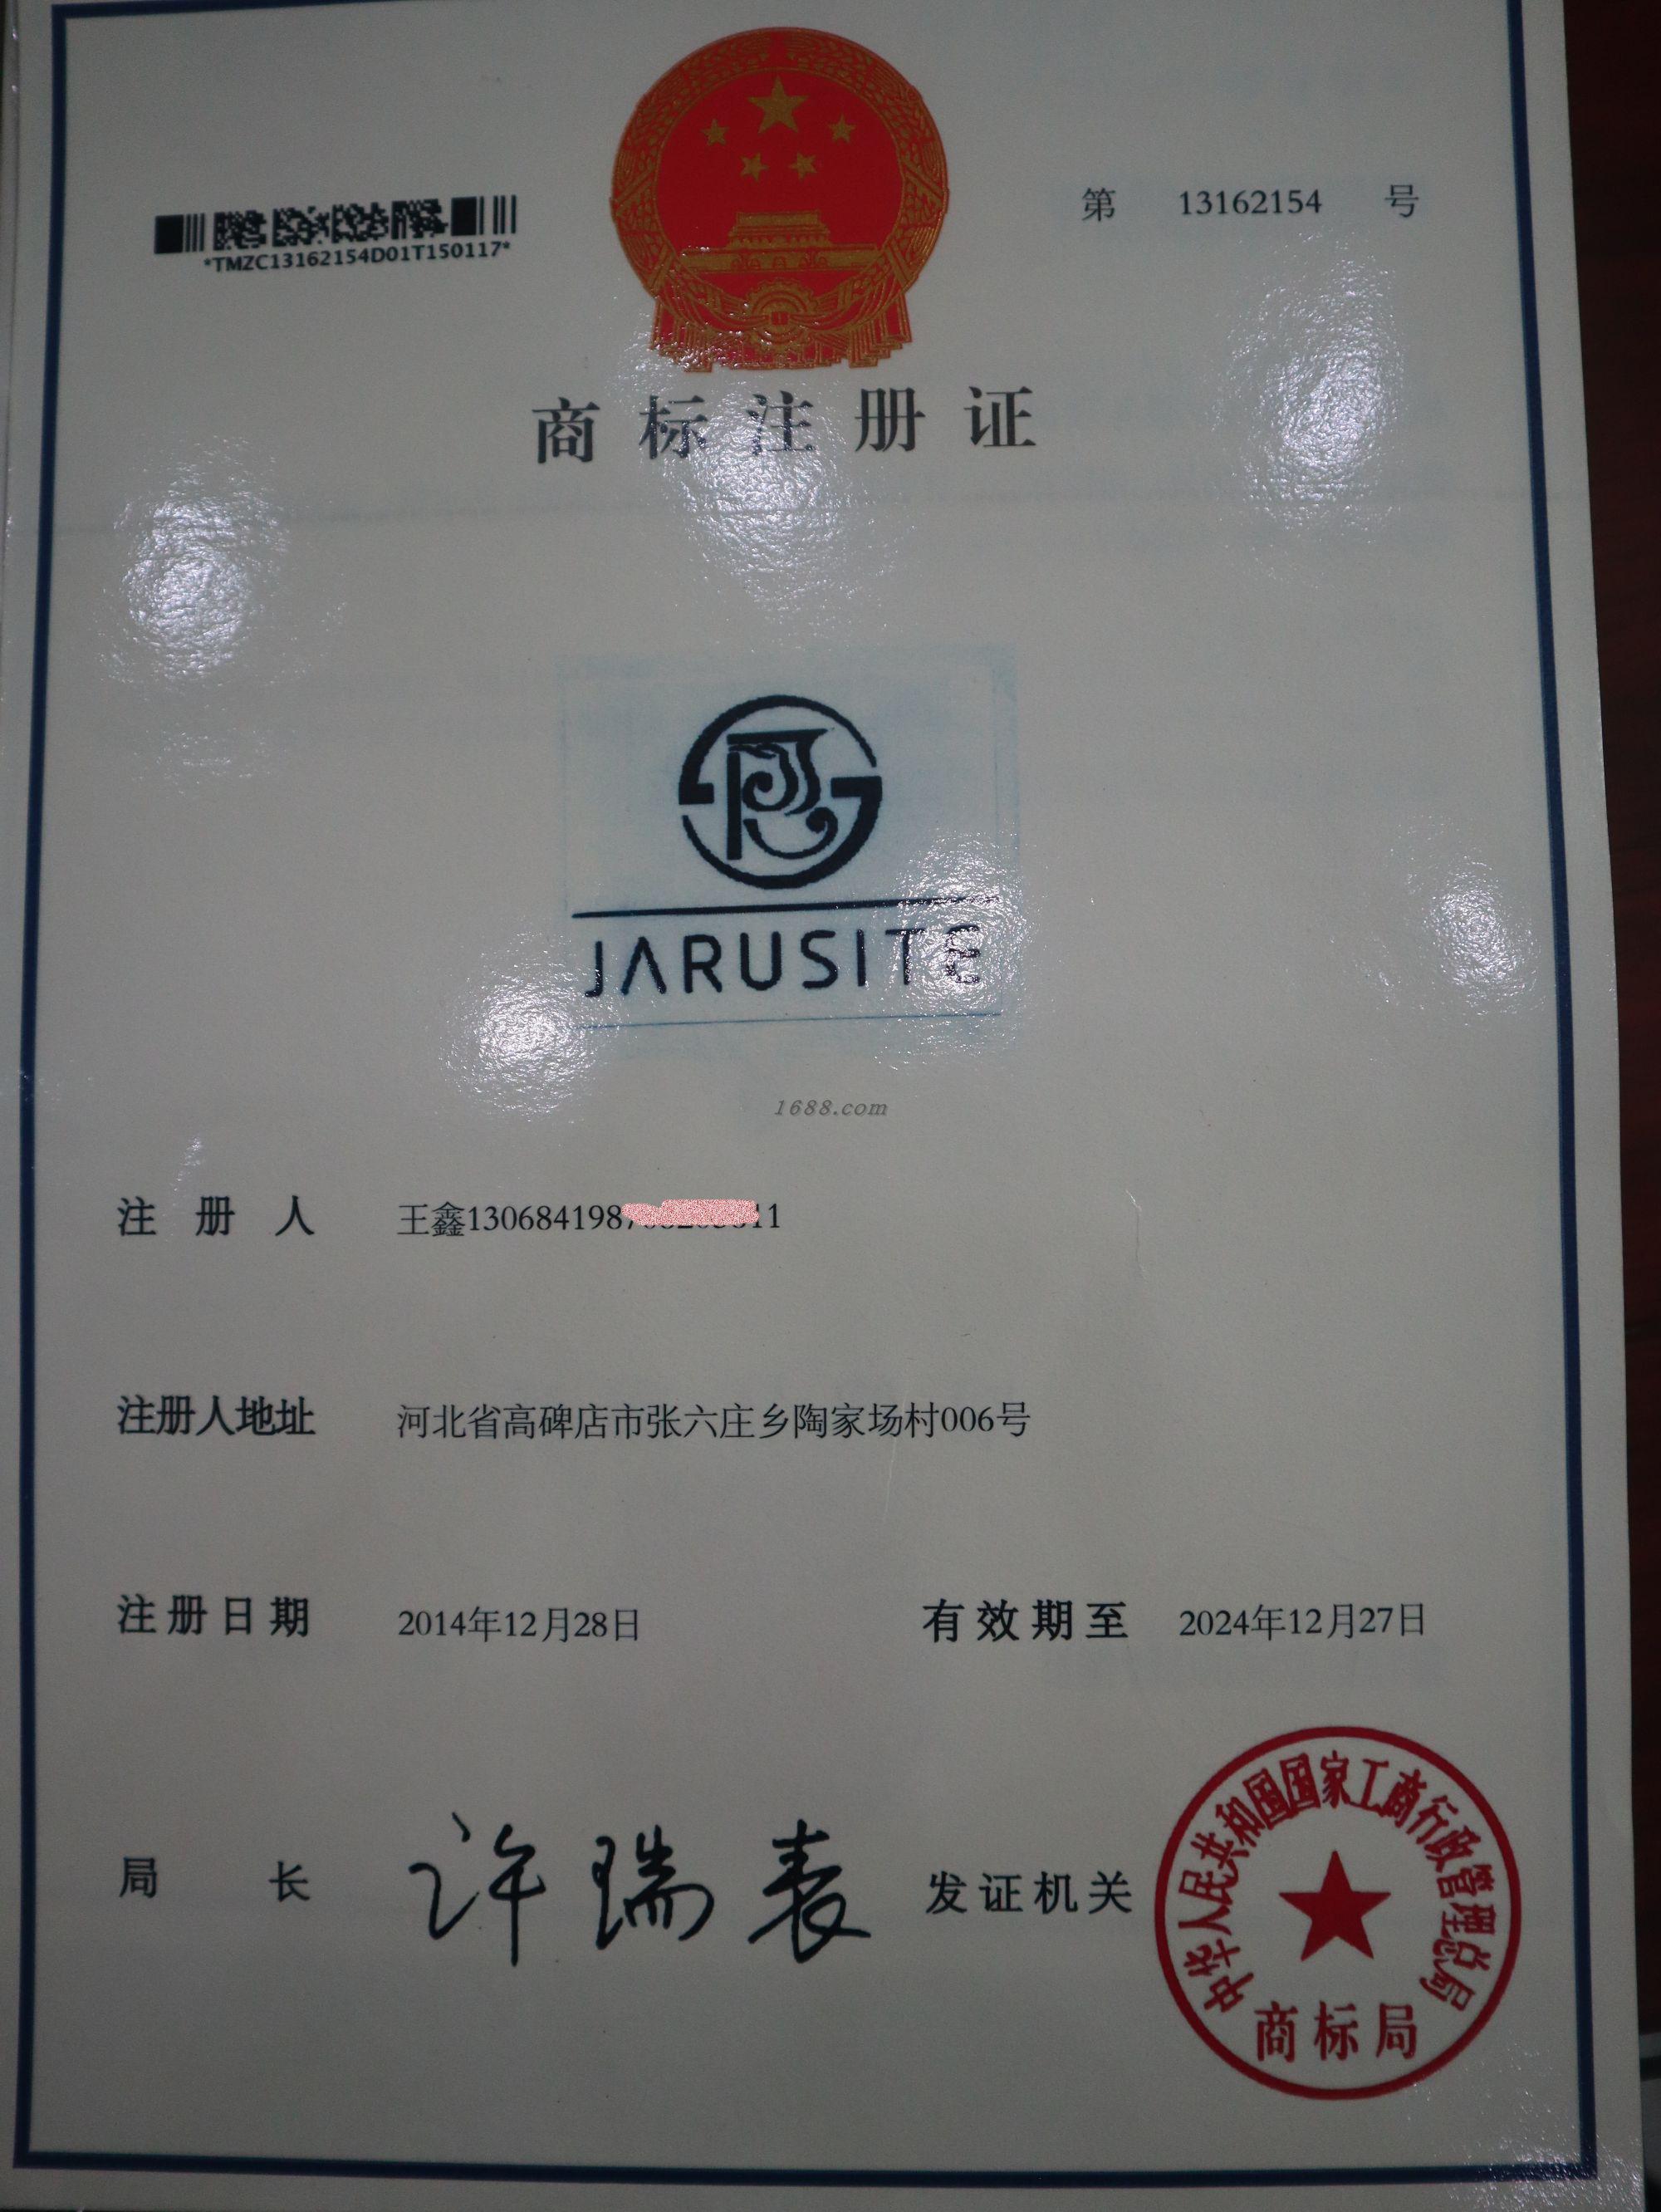 第 13162154 号
*TMZC13162154D01T150117*
商标注册证
JARUSITE
1688.com
注册人 王鑫130684198
11
注册人地址 河北省高碑店市张六庄乡陶家场村006号
注册日期 2014年12月28日 有效期至 2024年12月27日
局长 许瑞表 发证机关
中华人民共和国国家工商行政管理总局
商标局